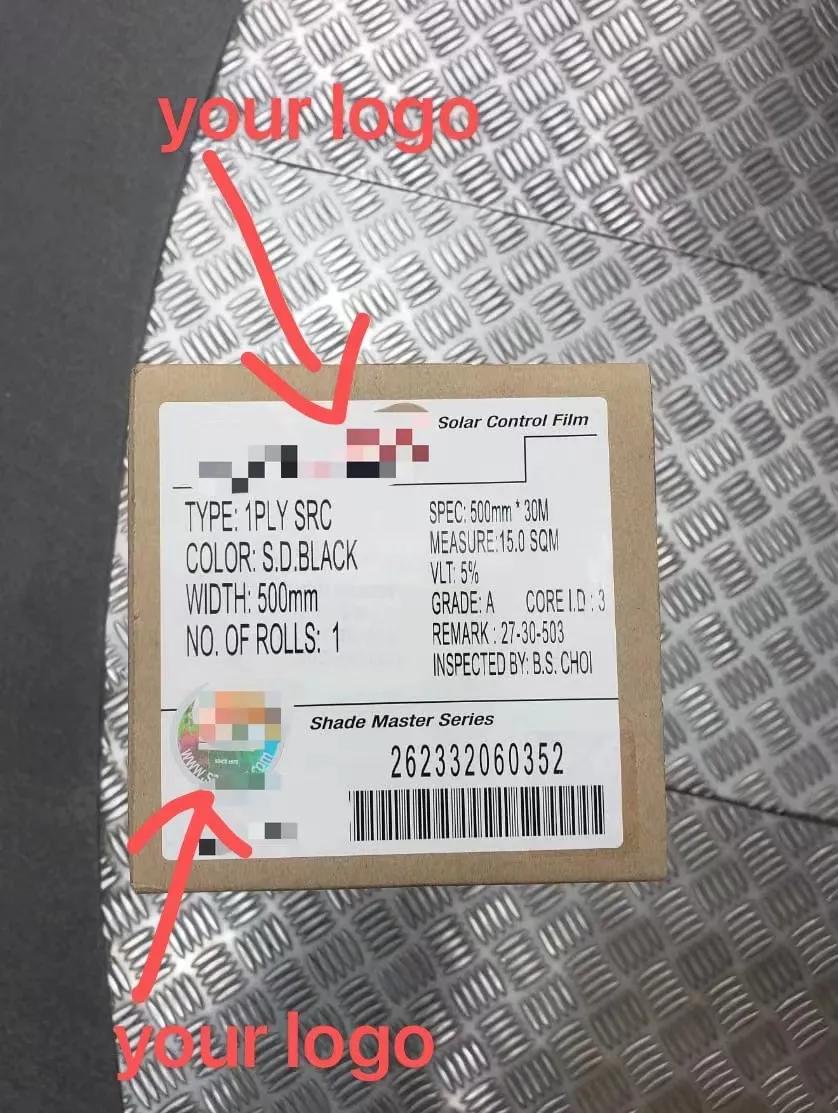 your logo
Solar Control Film
TYPE: 1PLY SRC
COLOR: S.D.BLACK
WIDTH: 500mm
NO. OF ROLLS: 1
SPEC: 500mm * 30M
MEASURE:15.0 SQM
VLT: 5%
GRADE: A CORE I.D : 3
REMARK : 27-30-503
INSPECTED BY: B.S. CHOI
Shade Master Series
262332060352
your logo